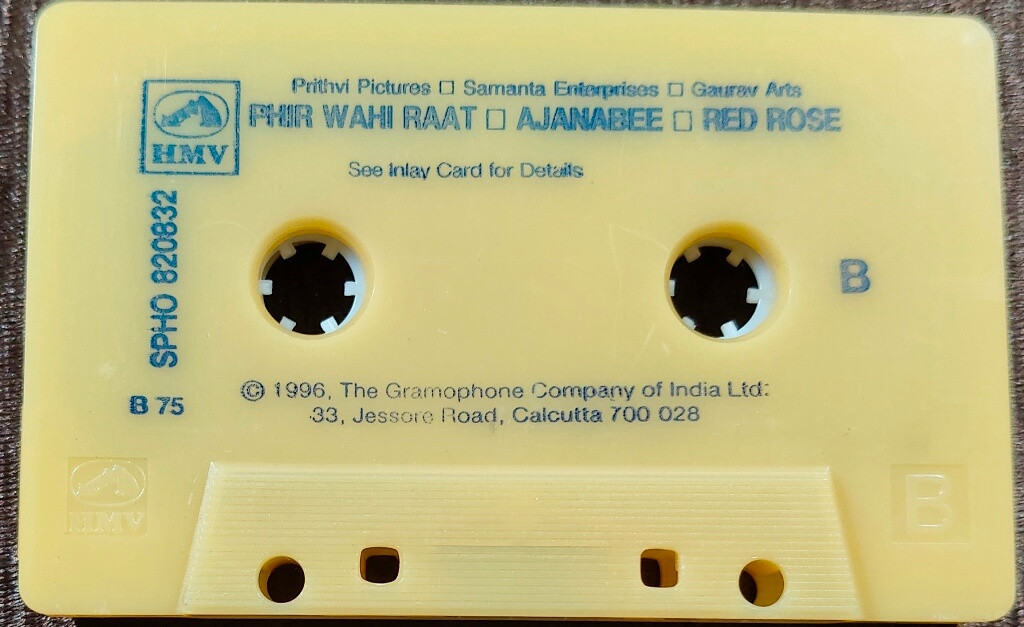 Prithvi Pictures □ Samanta Enterprises □ Gaurav Arts
PHIR WAHI RAAT □ AJANABEE □ RED ROSE
HMV
See Inlay Card for Details
SPHO 820832
B
B 75
© 1996, The Gramophone Company of India Ltd.
33, Jessore Road, Calcutta 700 028
HMV
B